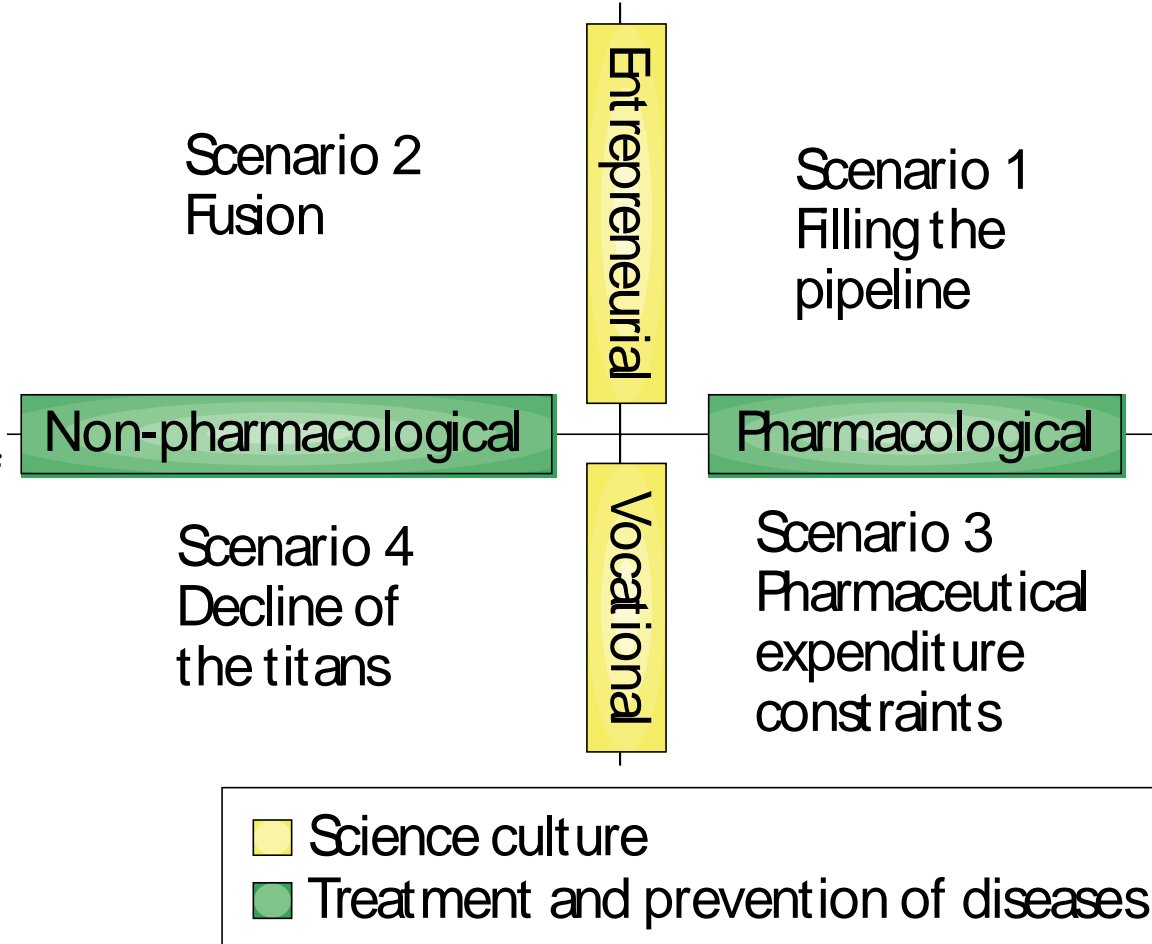 Entrepreneurial
Scenario 2
Fusion
Scenario 1
Filling the
pipeline
Non-pharmacological
Pharmacological
Vocational
Scenario 4
Decline of
the titans
Scenario 3
Pharmaceutical
expenditure
constraints
Science culture
Treatment and prevention of diseases